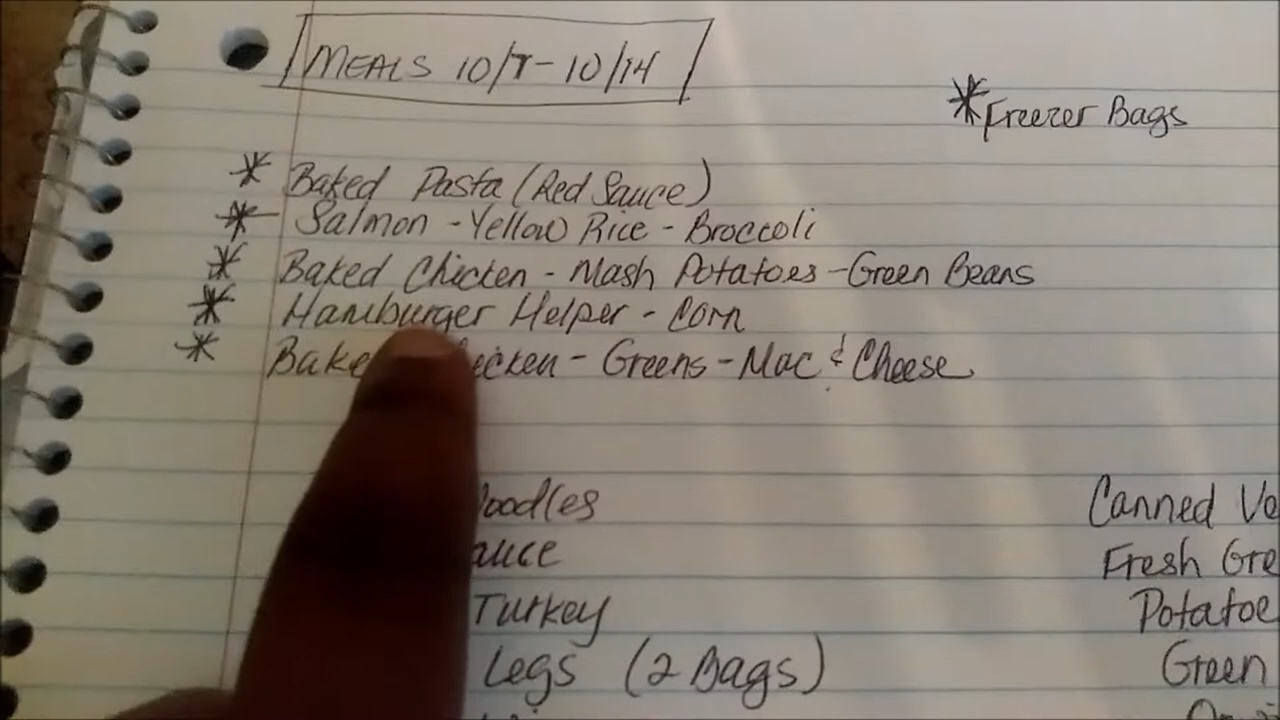 MEALS 10/7-10/14
*Freezer Bags
* Baked Pasta (Red Sauce)
* Salmon - Yellow Rice - Broccoli
* Baked Chicken - Mash Potatoes - Green Beans
* Hamburger Helper - Corn
* Bake icken - Greens - Mac & Cheese
oodles
Canned Ve
auce
Fresh Gre
Turkey
Potatoe
Legs (2 Bags)
Green